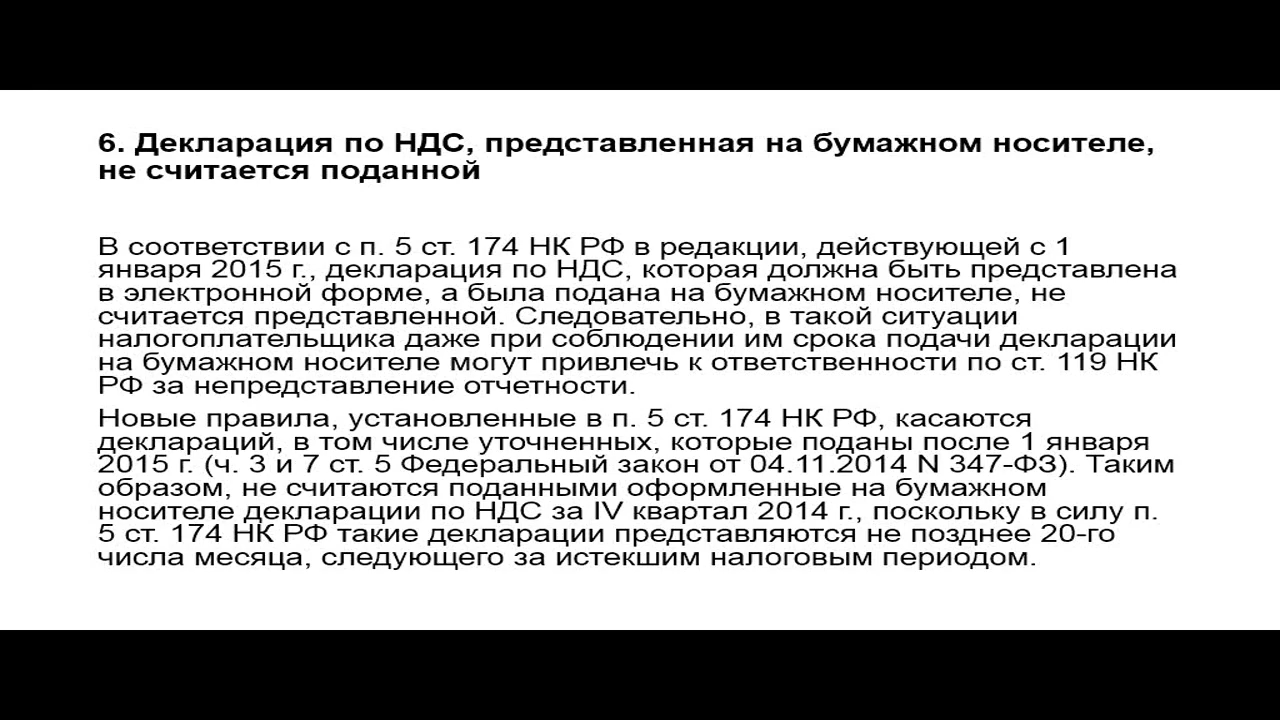 6. Декларация по НДС, представленная на бумажном носителе,
не считается поданной
В соответствии с п. 5 ст. 174 НК РФ в редакции, действующей с 1
января 2015 г., декларация по НДС, которая должна быть представлена
в электронной форме, а была подана на бумажном носителе, не
считается представленной. Следовательно, в такой ситуации
налогоплательщика даже при соблюдении им срока подачи декларации
на бумажном носителе могут привлечь к ответственности по ст. 119 НК
РФ за непредставление отчетности.
Новые правила, установленные в п. 5 ст. 174 НК РФ, касаются
деклараций, в том числе уточненных, которые поданы после 1 января
2015 г. (ч. 3 и 7 ст. 5 Федеральный закон от 04.11.2014 N 347-ФЗ). Таким
образом, не считаются поданными оформленные на бумажном
носителе декларации по НДС за IV квартал 2014 г., поскольку в силу п.
5 ст. 174 НК РФ такие декларации представляются не позднее 20-го
числа месяца, следующего за истекшим налоговым периодом.